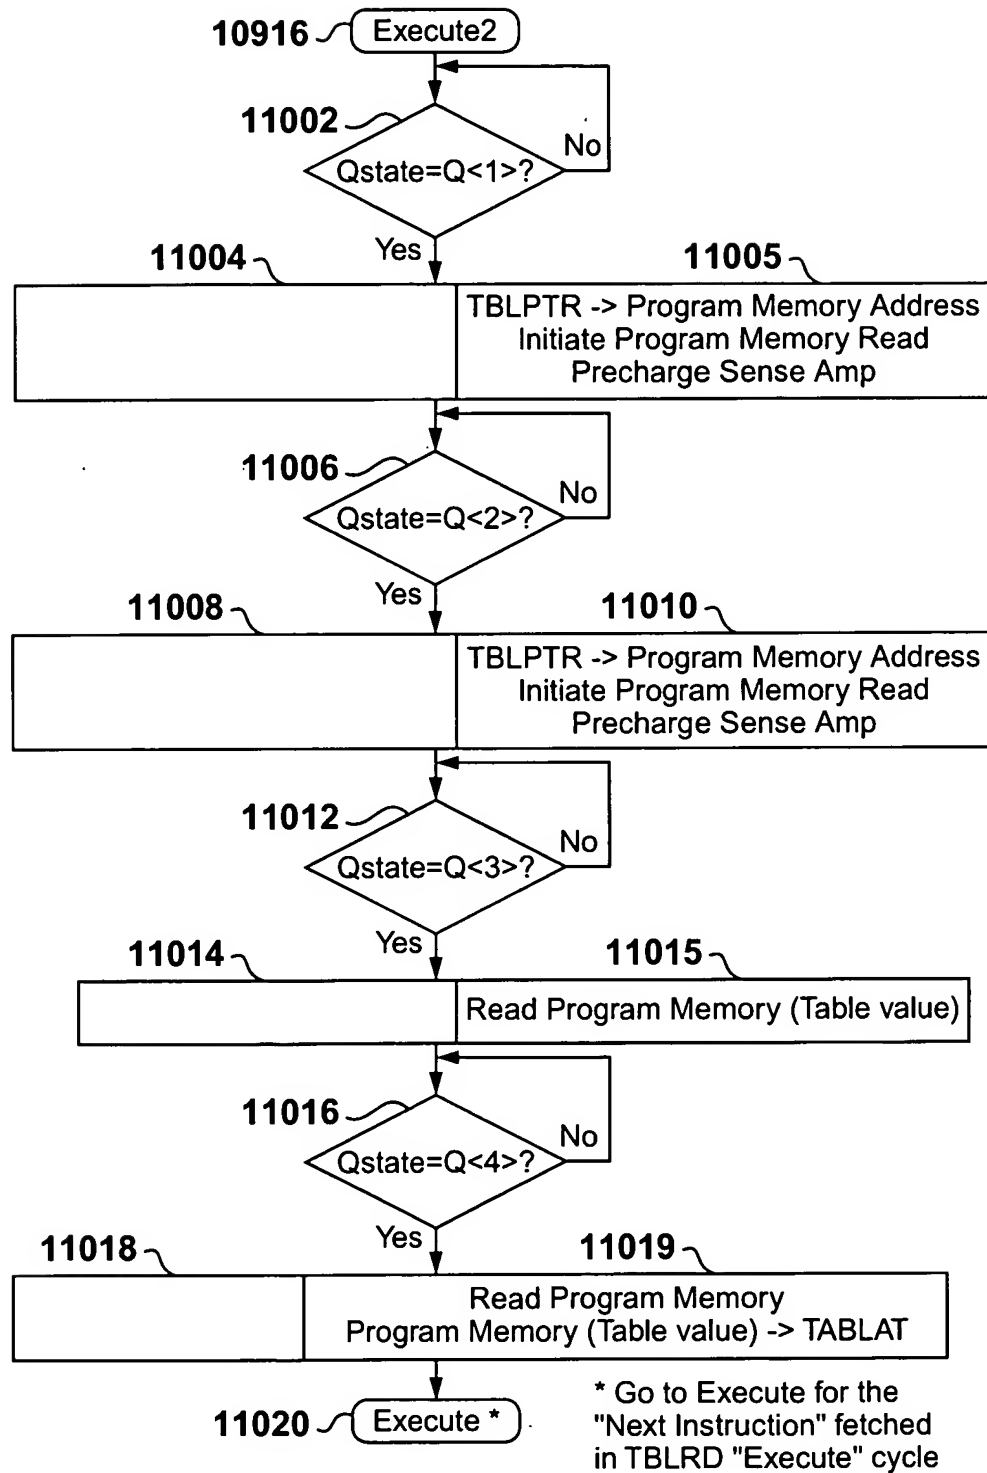 10916
Execute2
11002
Qstate=Q<1>?
No
Yes
11004
11005
TBLPTR -> Program Memory Address
Initiate Program Memory Read
Precharge Sense Amp
11006
Qstate=Q<2>?
No
Yes
11008
11010
TBLPTR -> Program Memory Address
Initiate Program Memory Read
Precharge Sense Amp
11012
Qstate=Q<3>?
No
Yes
11014
11015
Read Program Memory (Table value)
11016
Qstate=Q<4>?
No
Yes
11018
11019
Read Program Memory
Program Memory (Table value) -> TABLAT
11020
Execute *
* Go to Execute for the
"Next Instruction" fetched
in TBLRD "Execute" cycle